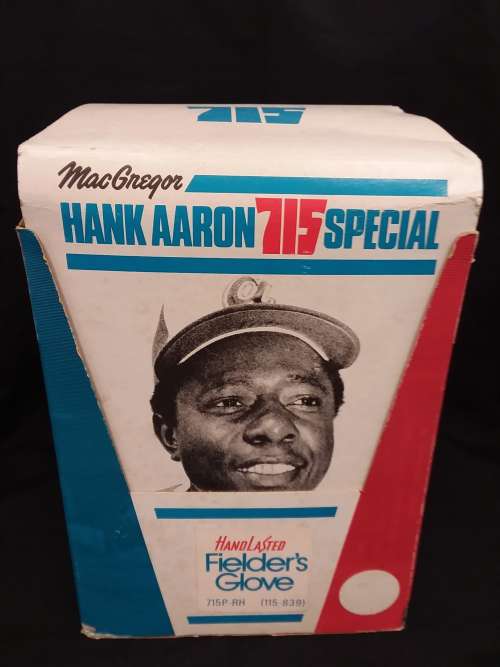 715
MacGregor
HANK AARON 715 SPECIAL
a
HAND LASTED
Fielder's
Glove
715P-RH (115-839)